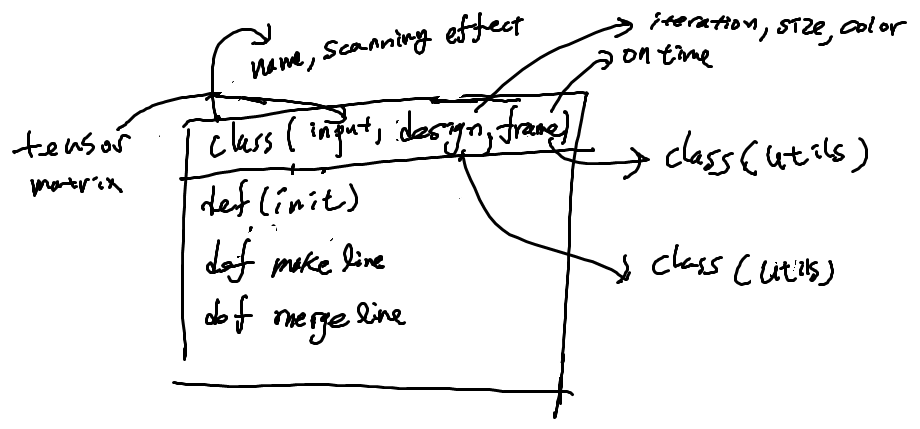 name, scanning effect
iteration, size, color
on time
tensor
matrix
class ( input, design, frame)
class (utils)
def (init)
def make line
class (utils)
def merge line